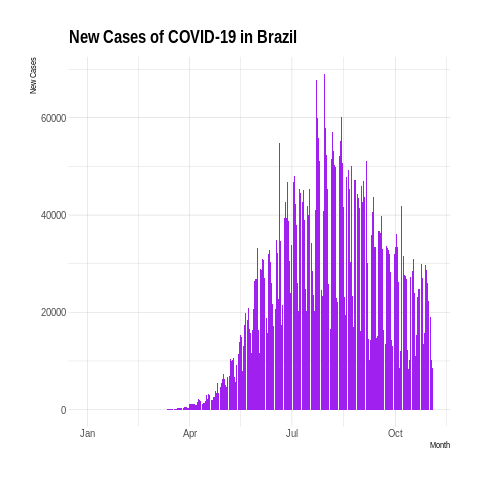 New Cases of COVID-19 in Brazil
New Cases
60000
40000
20000
0
Jan Apr Jul Oct
Month